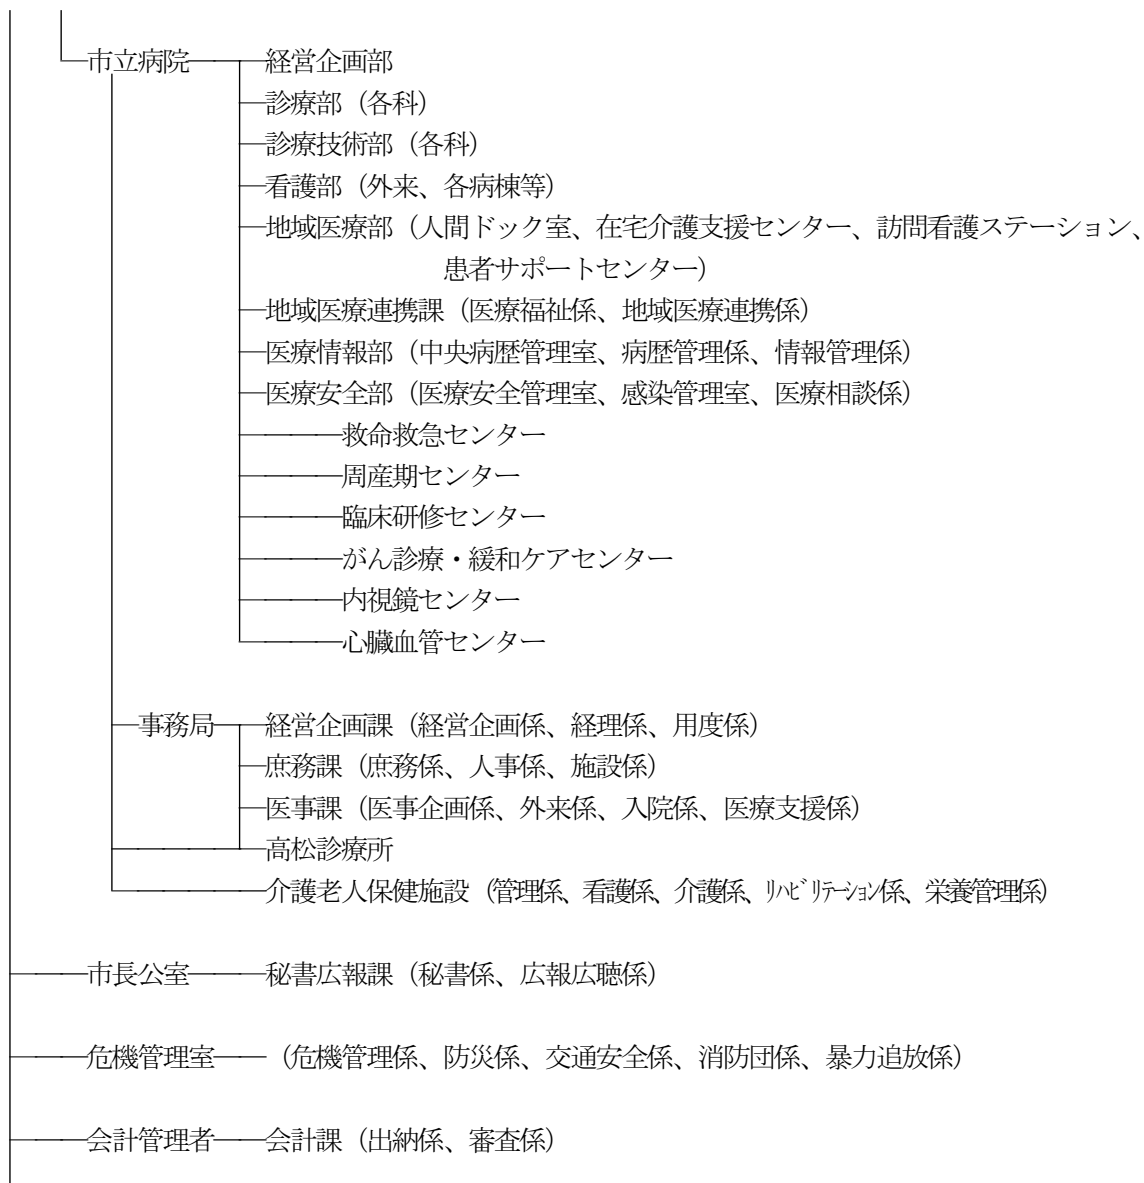 市立病院 経営企画部
診療部（各科）
診療技術部（各科）
看護部（外来、各病棟等）
地域医療部（人間ドック室、在宅介護支援センター、訪問看護ステーション、
患者サポートセンター）
地域医療連携課（医療福祉係、地域医療連携係）
医療情報部（中央病歴管理室、病歴管理係、情報管理係）
医療安全部（医療安全管理室、感染管理室、医療相談係）
救命救急センター
周産期センター
臨床研修センター
がん診療・緩和ケアセンター
内視鏡センター
心臓血管センター
事務局 経営企画課（経営企画係、経理係、用度係）
庶務課（庶務係、人事係、施設係）
医事課（医事企画係、外来係、入院係、医療支援係）
高松診療所
介護老人保健施設（管理係、看護係、介護係、ﾘﾊﾋﾞﾘﾃｰｼｮﾝ係、栄養管理係）
市長公室 秘書広報課（秘書係、広報広聴係）
危機管理室 （危機管理係、防災係、交通安全係、消防団係、暴力追放係）
会計管理者 会計課（出納係、審査係）